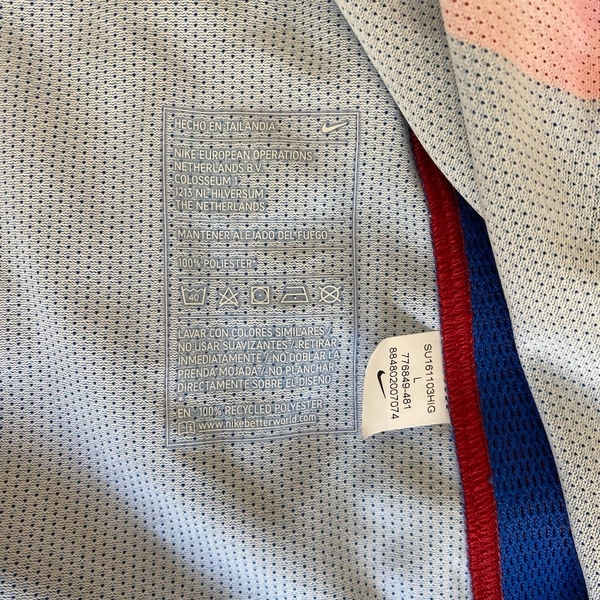 HECHO EN TAILANDIA
NIKE EUROPEAN OPERATIONS
NETHERLANDS B.V.
COLOSSEUM 1
1213 NL HILVERSUM
THE NETHERLANDS
MANTENER ALEJADO DEL FUEGO
100% POLIESTER*
40
LAVAR CON COLORES SIMILARES /
NO USAR SUAVIZANTES / RETIRAR
INMEDIATAMENTE / NO DOBLAR LA
PRENDA MOJADA / NO PLANCHAR
DIRECTAMENTE SOBRE EL DISEÑO
EN *100% RECYCLED POLYESTER
www.nikebetterworld.com
SU161103HIG
L
776849-481
884802007074